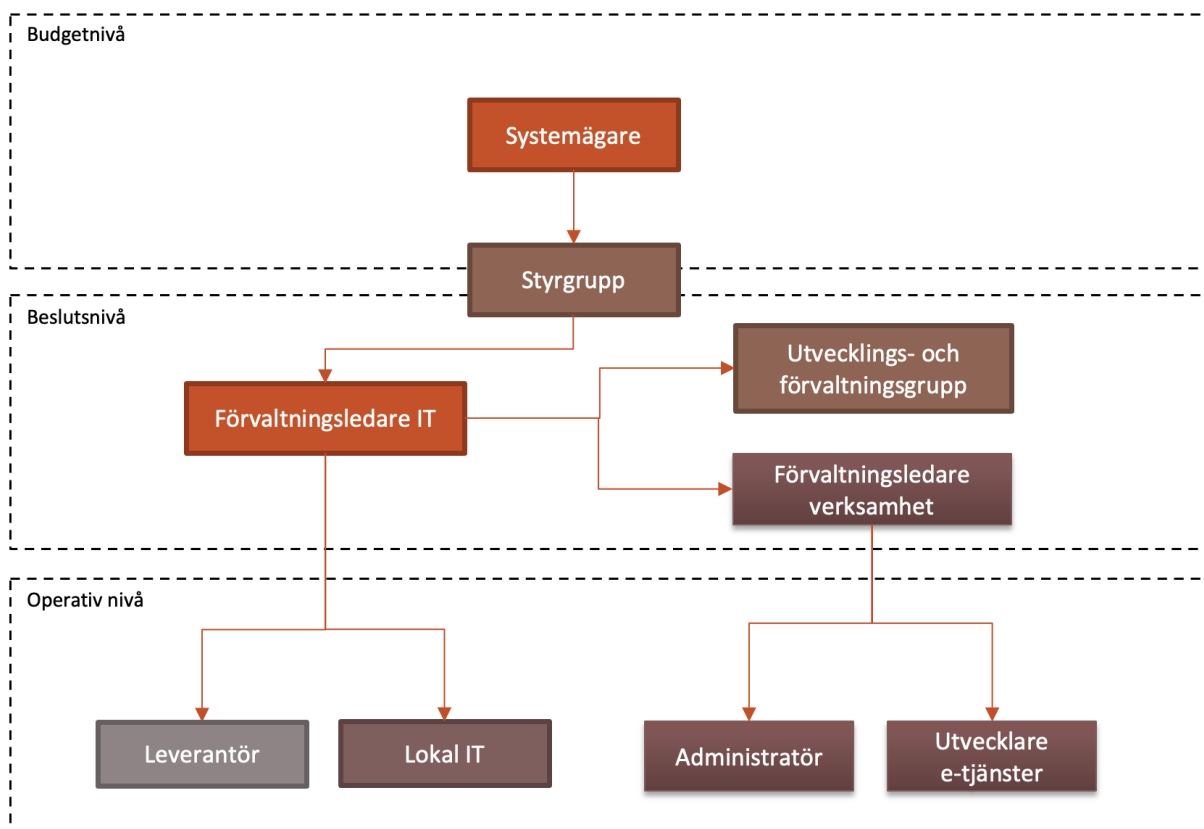 Budgetnivå
Systemägare
Styrgrupp
Beslutsnivå
Utvecklings- och
förvaltningsgrupp
Förvaltningsledare IT
Förvaltningsledare
verksamhet
Operativ nivå
Leverantör
Lokal IT
Administratör
Utvecklare
e-tjänster